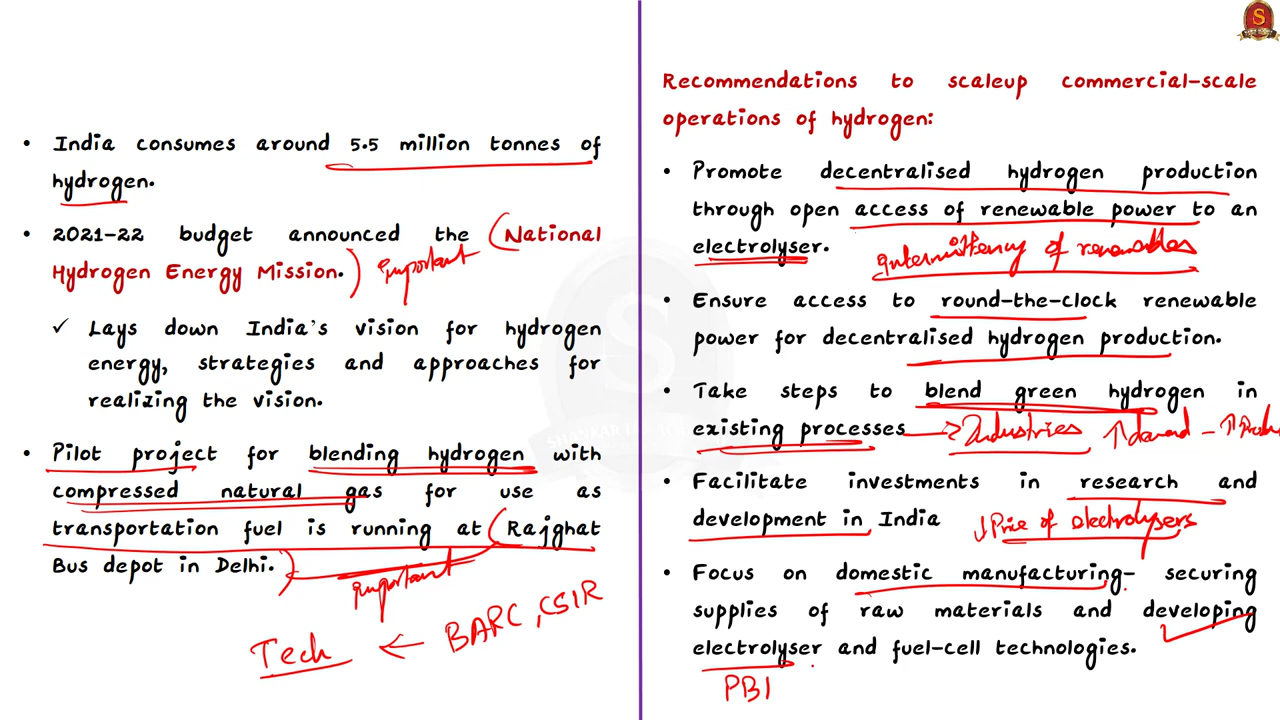 • India consumes around 5.5 million tonnes of
hydrogen.
• 2021-22 budget announced the (National
Hydrogen Energy Mission.) important
✓ Lays down India's vision for hydrogen
energy, strategies and approaches for
realizing the vision.
• Pilot project for blending hydrogen with
compressed natural gas for use as
transportation fuel is running at (Rajghat
Bus depot in Delhi.)
important
Tech ← BARC, CSIR
S
Recommendations to scaleup commercial-scale
operations of hydrogen:
• Promote decentralised hydrogen production
through open access of renewable power to an
electrolyser. intermittency of renewables
• Ensure access to round-the-clock renewable
power for decentralised hydrogen production.
• Take steps to blend green hydrogen in
existing processes → Industries ↑ demand - ↑ Produ
• Facilitate investments in research and
development in India ↓ Price of electrolysers
• Focus on domestic manufacturing- securing
supplies of raw materials and developing
electrolyser and fuel-cell technologies.
PBI